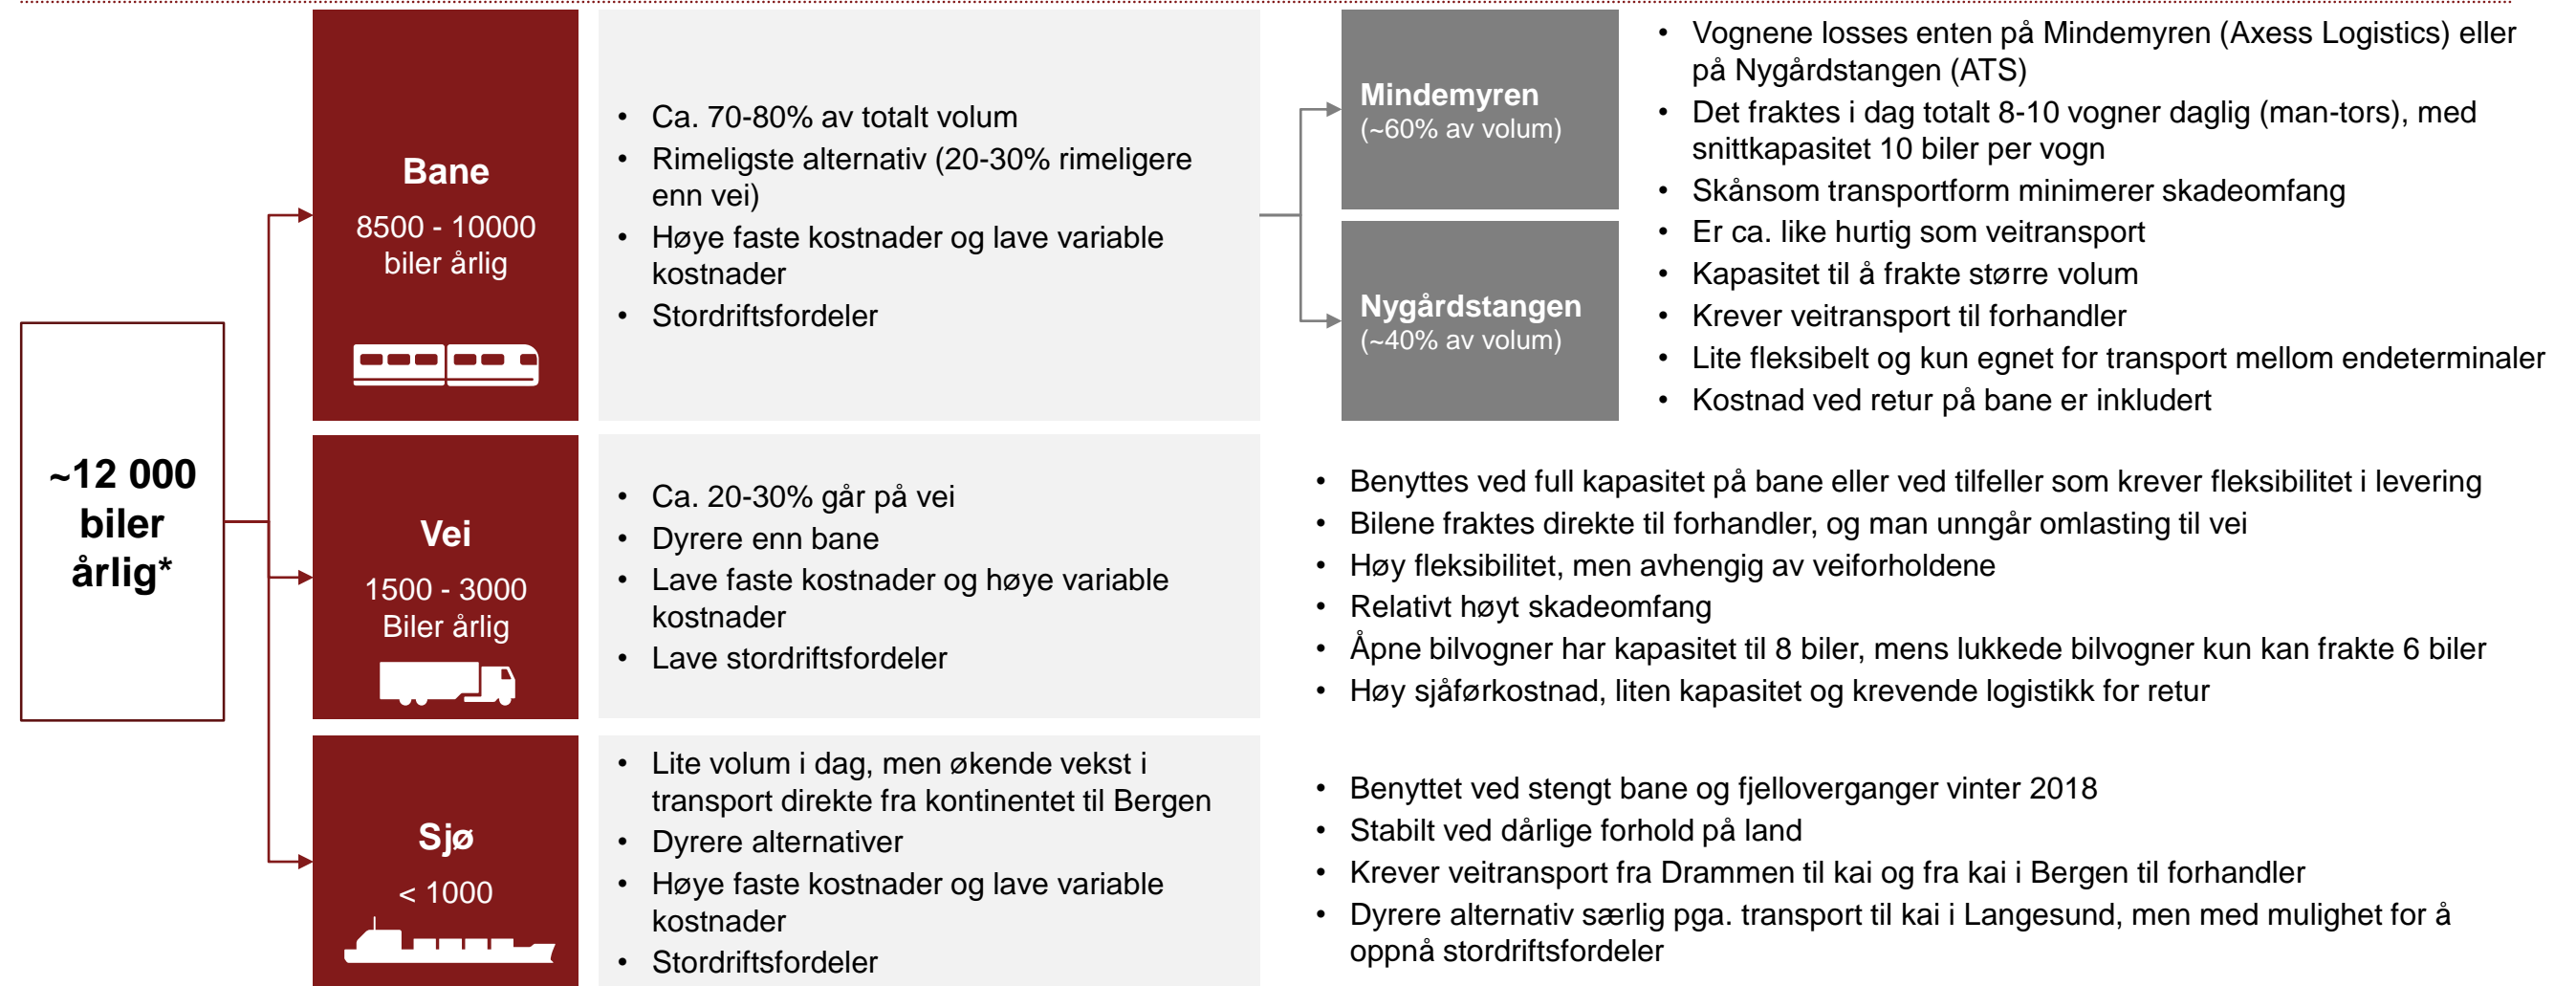 ~12 000
biler
årlig*
Bane
8500 - 10000
biler årlig
• Ca. 70-80% av totalt volum
• Rimeligste alternativ (20-30% rimeligere
enn vei)
• Høye faste kostnader og lave variable
kostnader
• Stordriftsfordeler
Mindemyren
(~60% av volum)
Nygårdstangen
(~40% av volum)
• Vognene losses enten på Mindemyren (Axess Logistics) eller
på Nygårdstangen (ATS)
• Det fraktes i dag totalt 8-10 vogner daglig (man-tors), med
snittkapasitet 10 biler per vogn
• Skånsom transportform minimerer skadeomfang
• Er ca. like hurtig som veitransport
• Kapasitet til å frakte større volum
• Krever veitransport til forhandler
• Lite fleksibelt og kun egnet for transport mellom endeterminaler
• Kostnad ved retur på bane er inkludert
Vei
1500 - 3000
Biler årlig
• Ca. 20-30% går på vei
• Dyrere enn bane
• Lave faste kostnader og høye variable
kostnader
• Lave stordriftsfordeler
• Benyttes ved full kapasitet på bane eller ved tilfeller som krever fleksibilitet i levering
• Bilene fraktes direkte til forhandler, og man unngår omlasting til vei
• Høy fleksibilitet, men avhengig av veiforholdene
• Relativt høyt skadeomfang
• Åpne bilvogner har kapasitet til 8 biler, mens lukkede bilvogner kun kan frakte 6 biler
• Høy sjåførkostnad, liten kapasitet og krevende logistikk for retur
Sjø
< 1000
• Lite volum i dag, men økende vekst i
transport direkte fra kontinentet til Bergen
• Dyrere alternativer
• Høye faste kostnader og lave variable
kostnader
• Stordriftsfordeler
• Benyttet ved stengt bane og fjelloverganger vinter 2018
• Stabilt ved dårlige forhold på land
• Krever veitransport fra Drammen til kai og fra kai i Bergen til forhandler
• Dyrere alternativ særlig pga. transport til kai i Langesund, men med mulighet for å
oppnå stordriftsfordeler